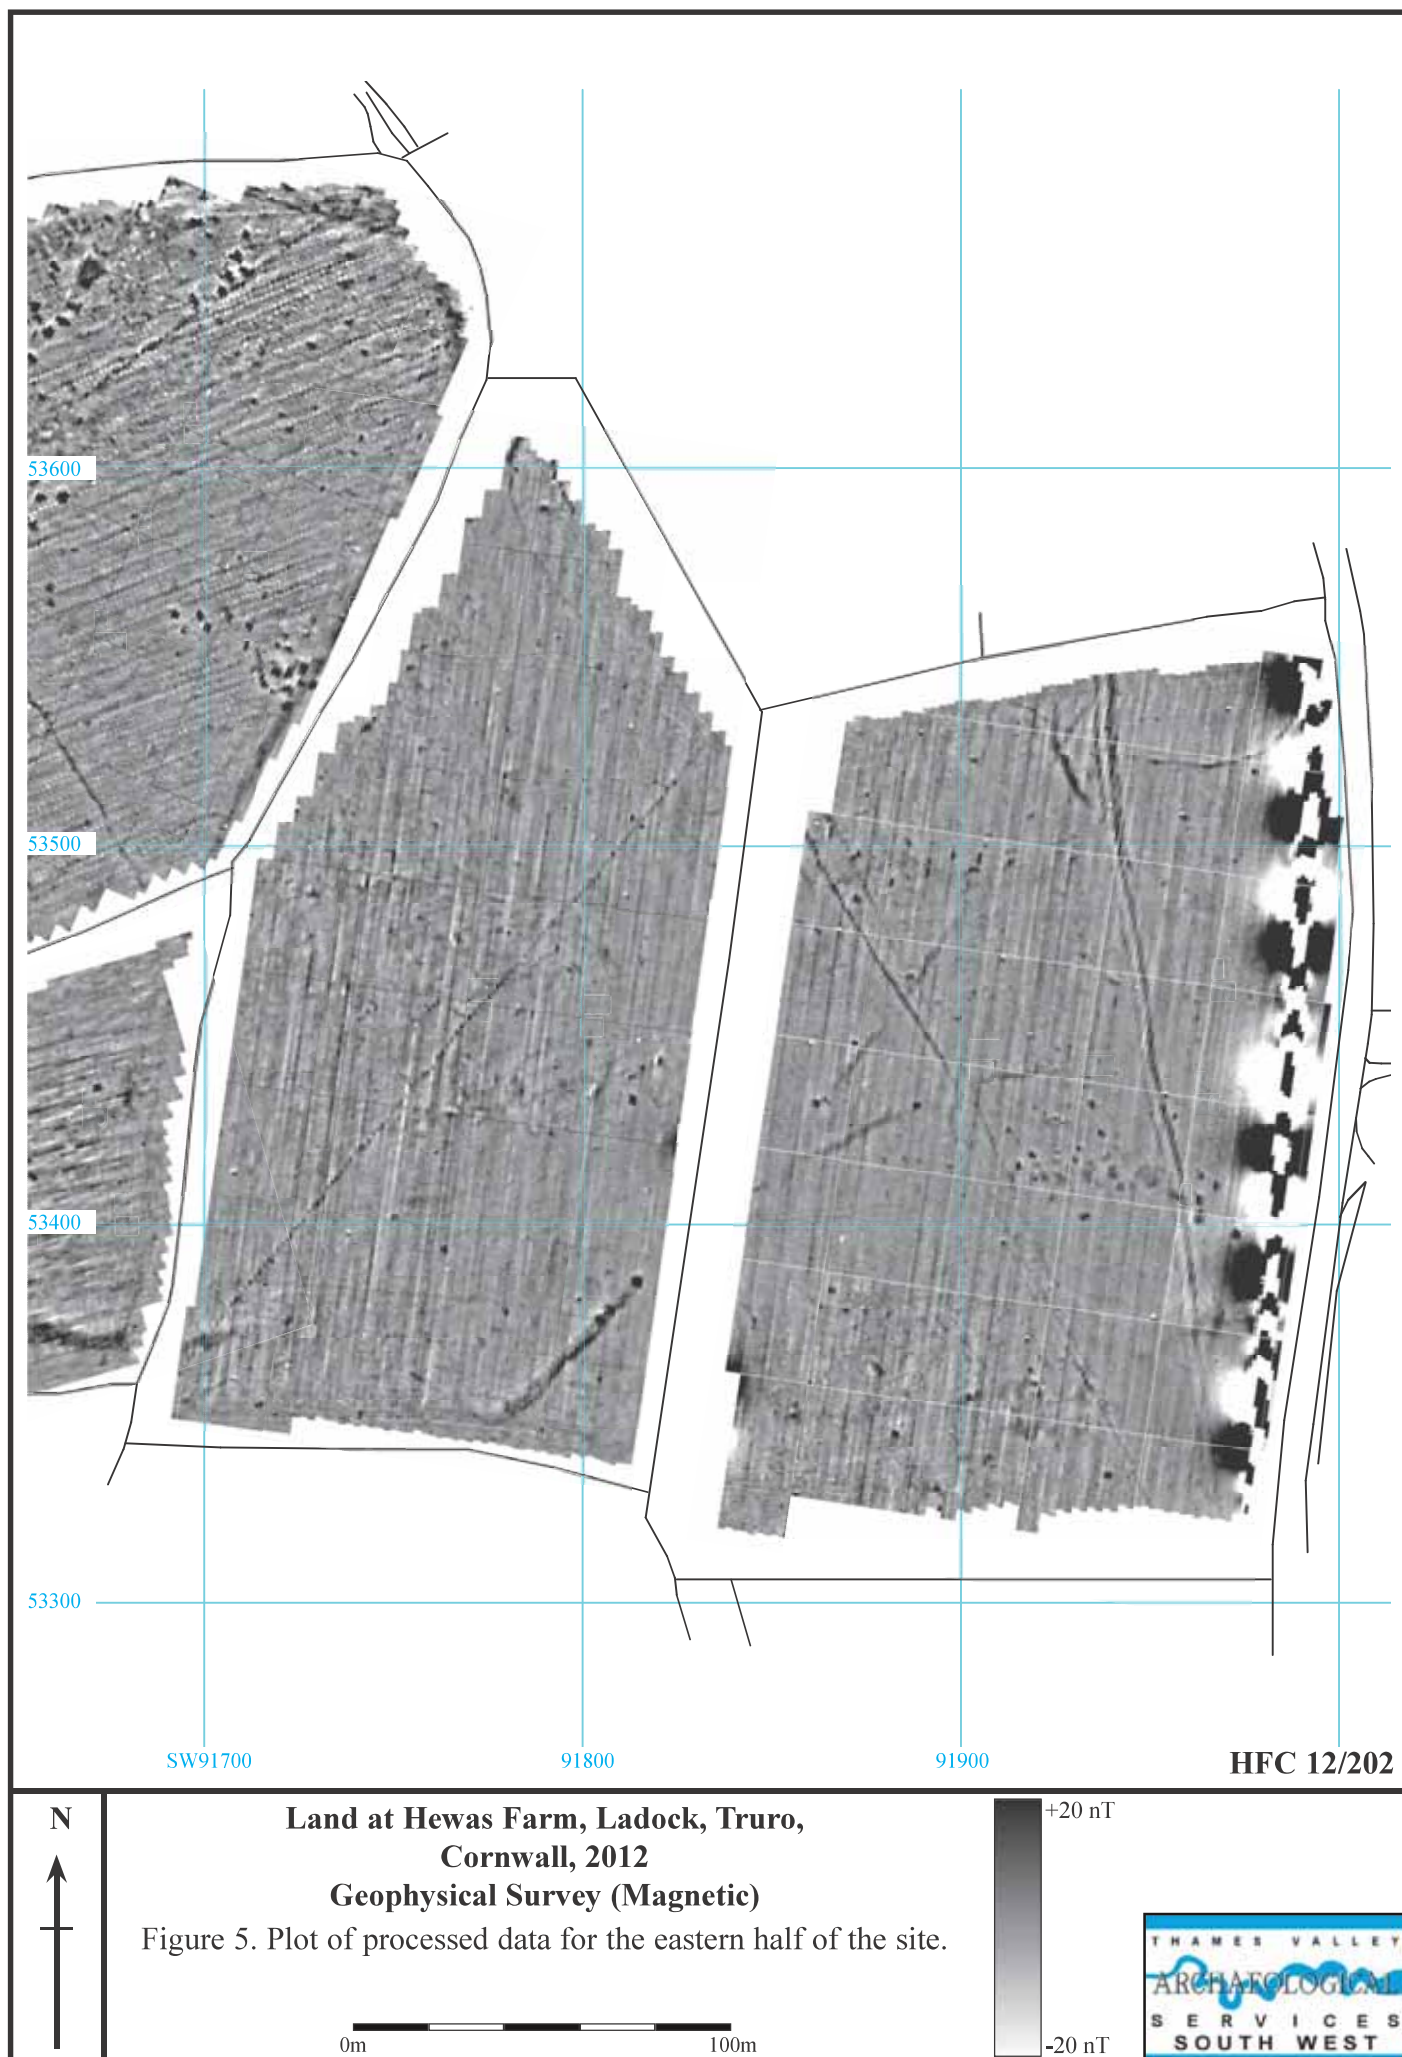 53600
53500
53400
53300
SW91700
91800
91900
HFC 12/202
N
Land at Hewas Farm, Ladock, Truro,
Cornwall, 2012
Geophysical Survey (Magnetic)
Figure 5. Plot of processed data for the eastern half of the site.
0m
100m
+20 nT
-20 nT
THAMES VALLEY
ARCHAEOLOGICAL
SERVICES
SOUTH WEST